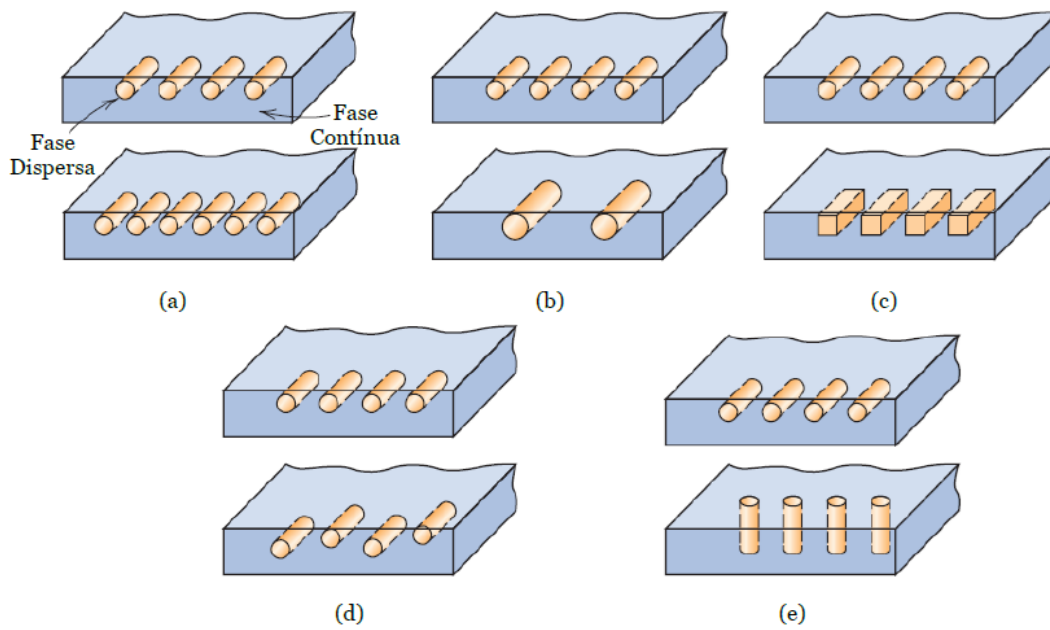 Fase
Dispersa
Fase
Contínua
(a)
(b)
(c)
(d)
(e)